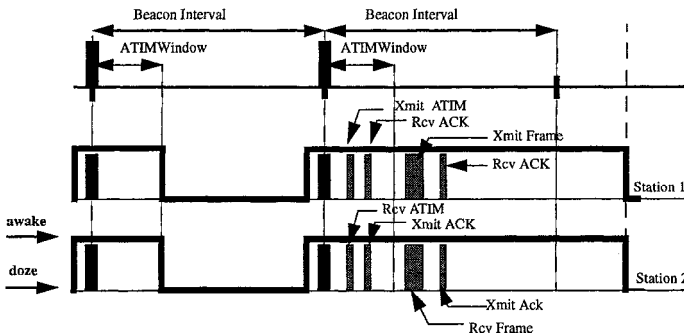 Beacon Interval
Beacon Interval
ATIMWindow
ATIMWindow
Xmit ATIM
Rcv ACK
Xmit Frame
Rcv ACK
Station 1
Rcv ATIM
Xmit ACK
awake
doze
Station 2
Xmit Ack
Rcv Frame